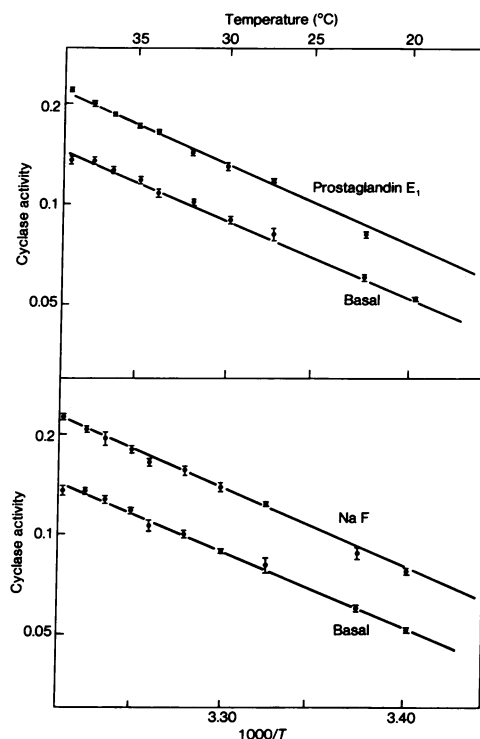 Temperature (°C)
35 30 25 20
0.2
0.1
0.05
Cyclase activity
Prostaglandin E₁
Basal
0.2
0.1
0.05
Cyclase activity
Na F
Basal
3.30 3.40
1000/T